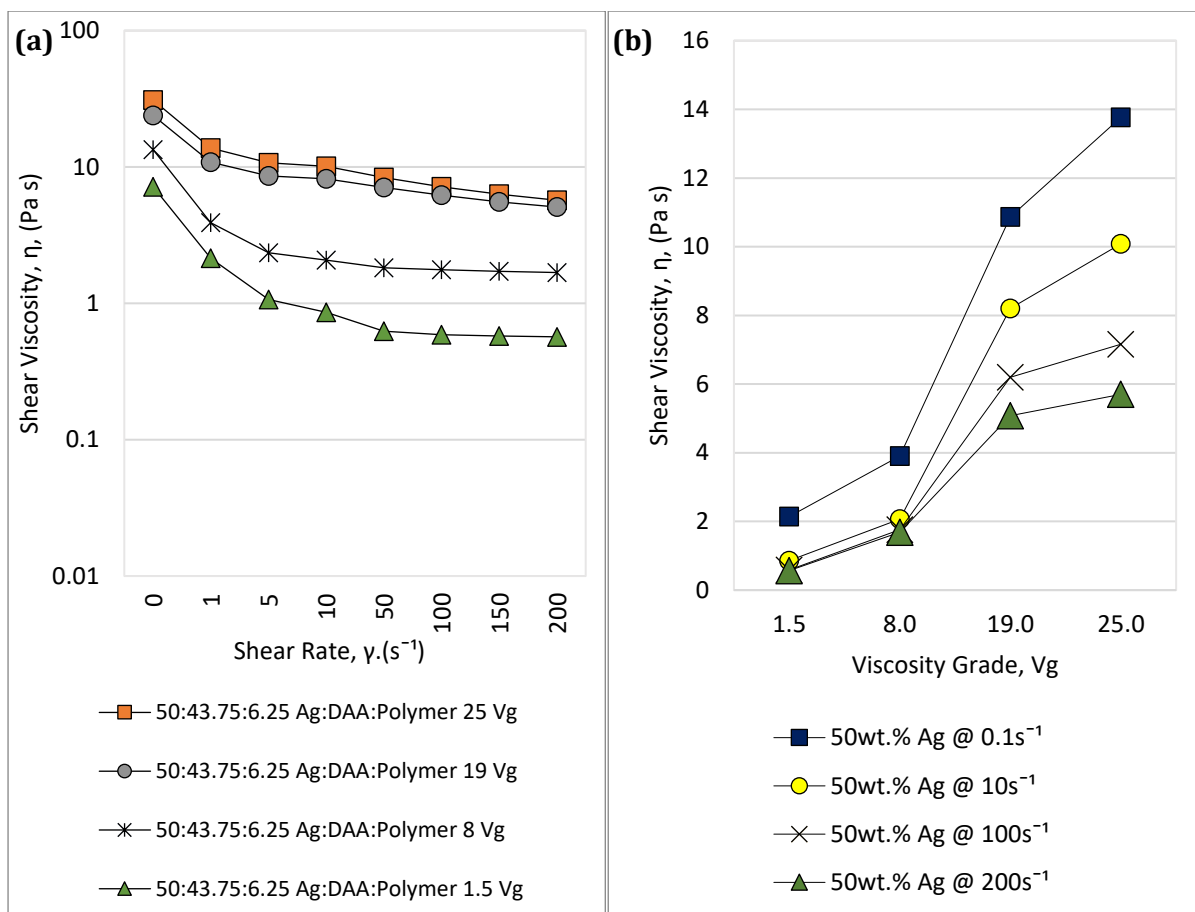 (a)
Shear Viscosity, η, (Pa s)
100
10
1
0.1
0.01
0
1
5
10
50
100
150
200
Shear Rate, γ.(s⁻¹)
50:43.75:6.25 Ag:DAA:Polymer 25 Vg
50:43.75:6.25 Ag:DAA:Polymer 19 Vg
50:43.75:6.25 Ag:DAA:Polymer 8 Vg
50:43.75:6.25 Ag:DAA:Polymer 1.5 Vg
(b)
Shear Viscosity, η, (Pa s)
16
14
12
10
8
6
4
2
0
1.5
8.0
19.0
25.0
Viscosity Grade, Vg
50wt.% Ag @ 0.1s⁻¹
50wt.% Ag @ 10s⁻¹
50wt.% Ag @ 100s⁻¹
50wt.% Ag @ 200s⁻¹